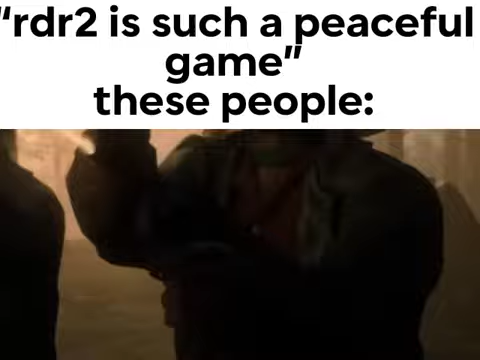 "rdr2 is such a peaceful
game"
these people: